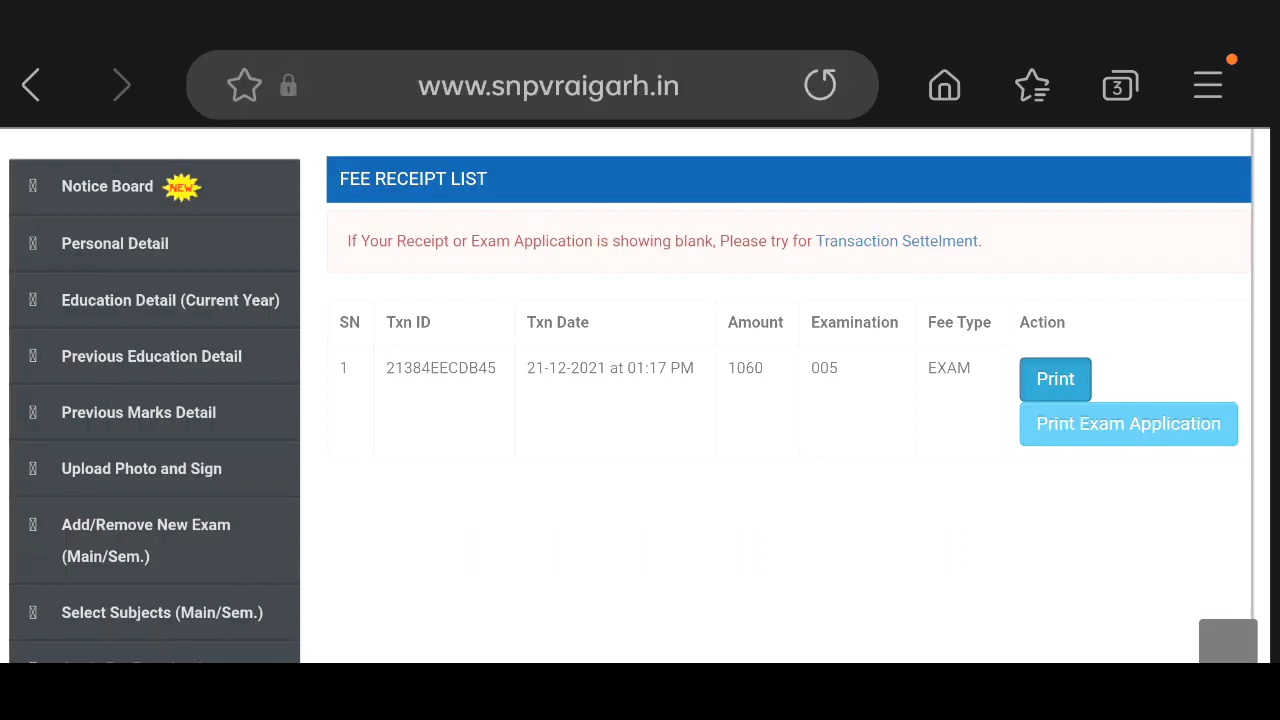 www.snpvraigarh.in
3
Notice Board NEW
Personal Detail
Education Detail (Current Year)
Previous Education Detail
Previous Marks Detail
Upload Photo and Sign
Add/Remove New Exam
(Main/Sem.)
Select Subjects (Main/Sem.)
FEE RECEIPT LIST
If Your Receipt or Exam Application is showing blank, Please try for Transaction Settelment.
SN Txn ID Txn Date Amount Examination Fee Type Action
1 21384EECDB45 21-12-2021 at 01:17 PM 1060 005 EXAM Print
Print Exam Application